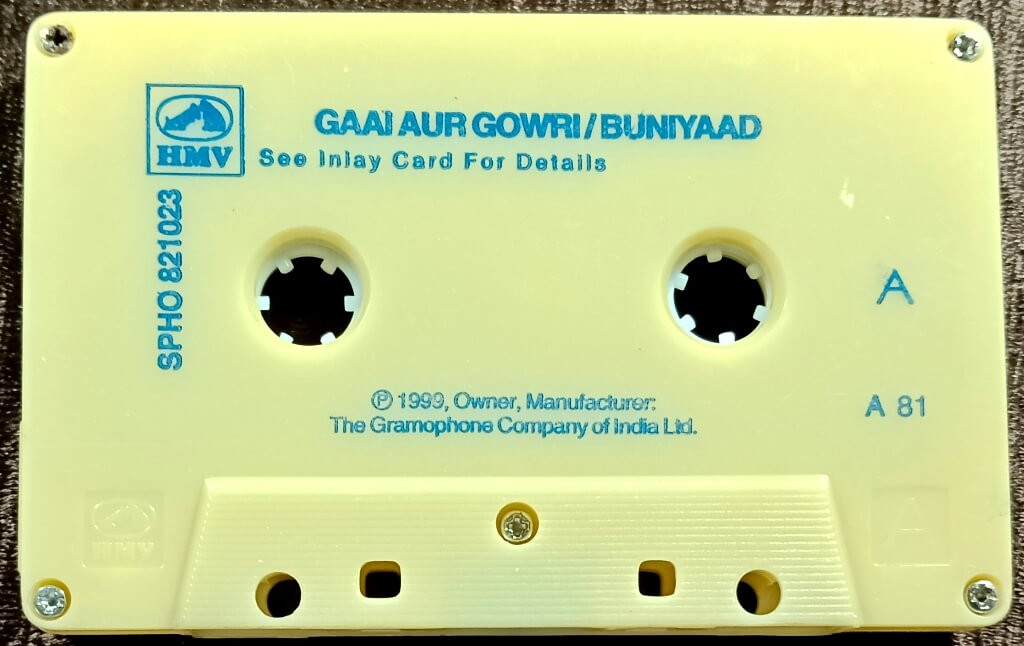 HMV
GAAI AUR GOWRI/BUNIYAAD
See Inlay Card For Details
SPHO 821023
A
℗ 1999, Owner, Manufacturer:
The Gramophone Company of India Ltd.
A 81
HMV
A